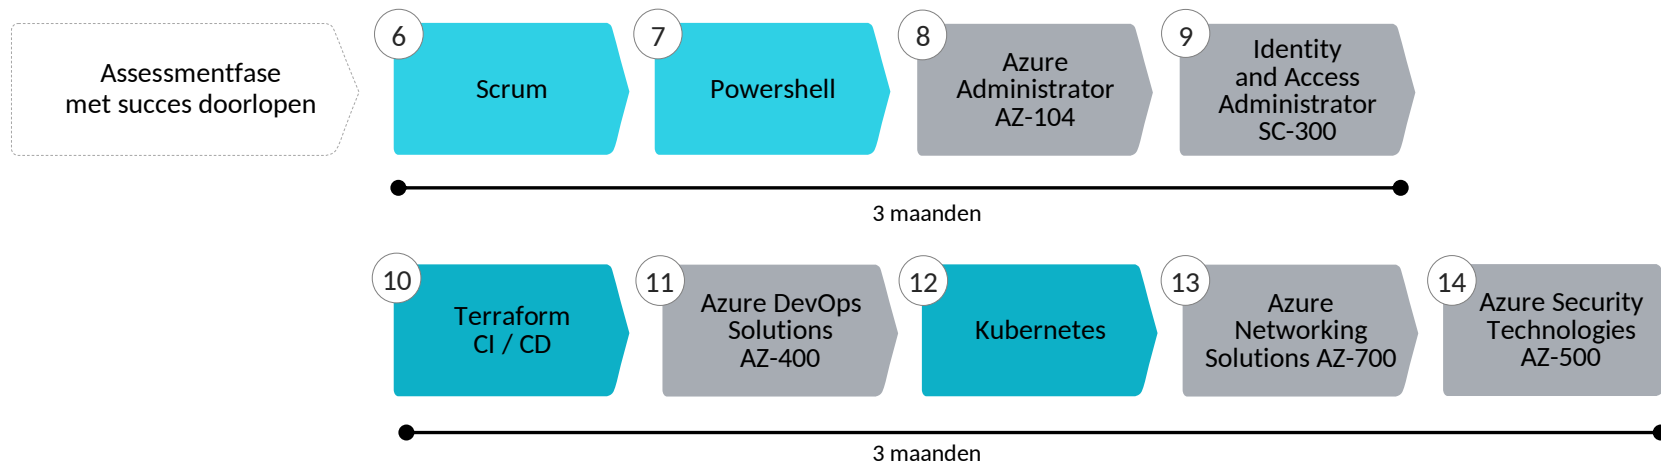 Assessmentfase
met succes doorlopen
6
Scrum
7
Powershell
8
Azure
Administrator
AZ-104
9
Identity
and Access
Administrator
SC-300
3 maanden
10
Terraform
CI / CD
11
Azure DevOps
Solutions
AZ-400
12
Kubernetes
13
Azure
Networking
Solutions AZ-700
14
Azure Security
Technologies
AZ-500
3 maanden